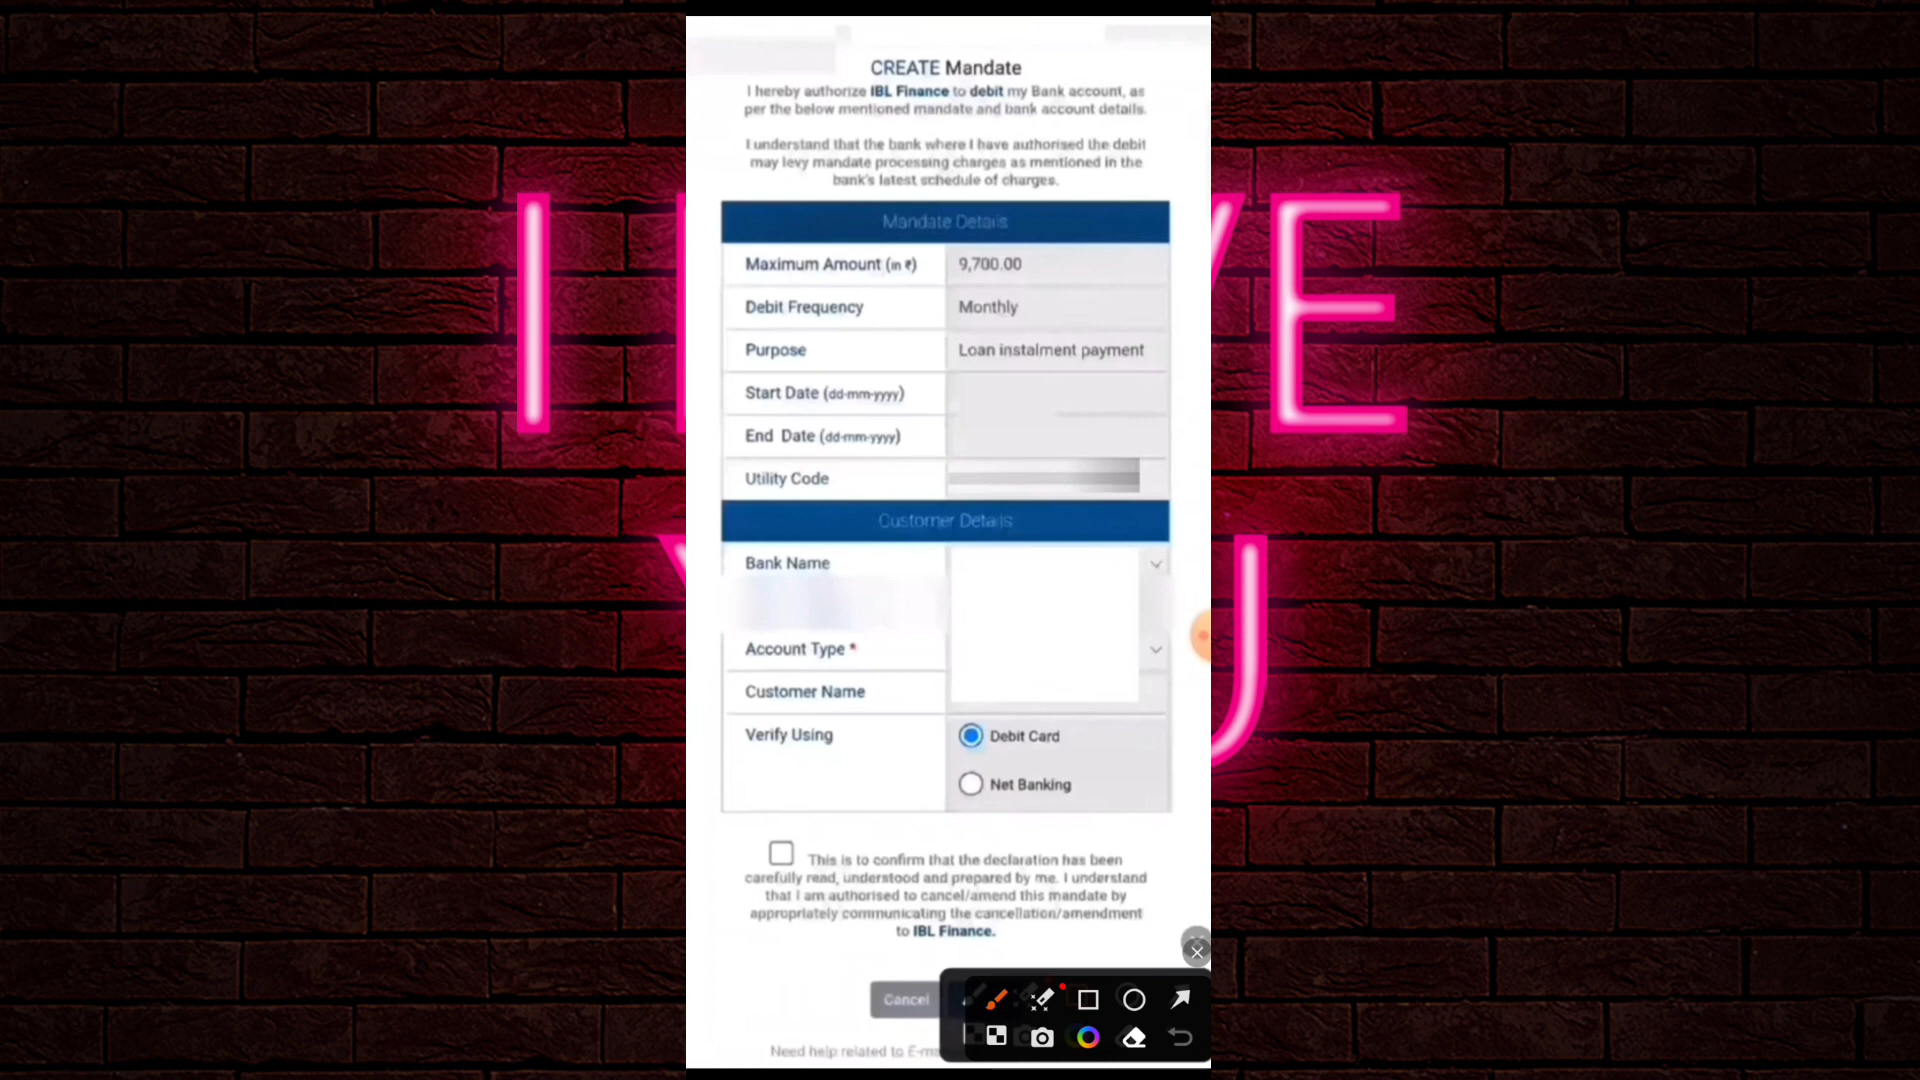 CREATE Mandate
I hereby authorize IBL Finance to debit my Bank account, as
per the below mentioned mandate and bank account details.
I understand that the bank where I have authorised the debit
may levy mandate processing charges as mentioned in the
bank's latest schedule of charges.
Mandate Details
Maximum Amount (in ₹) 9,700.00
Debit Frequency Monthly
Purpose Loan instalment payment
Start Date (dd-mm-yyyy)
End Date (dd-mm-yyyy)
Utility Code
Customer Details
Bank Name
Account Type *
Customer Name
Verify Using Debit Card
Net Banking
This is to confirm that the declaration has been
carefully read, understood and prepared by me. I understand
that I am authorised to cancel/amend this mandate by
appropriately communicating the cancellation/amendment
to IBL Finance.
Cancel
Need help related to